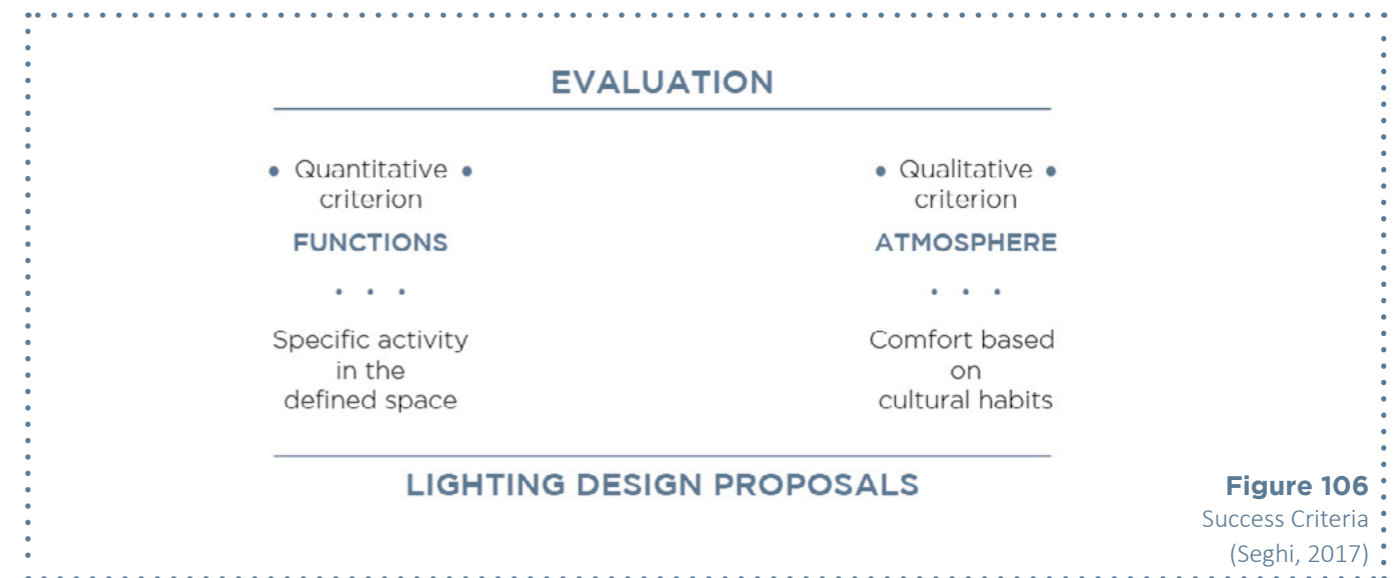 EVALUATION
• Quantitative •
criterion
FUNCTIONS
. . .
Specific activity
in the
defined space
• Qualitative •
criterion
ATMOSPHERE
. . .
Comfort based
on
cultural habits
LIGHTING DESIGN PROPOSALS
Figure 106
Success Criteria
(Seghi, 2017)